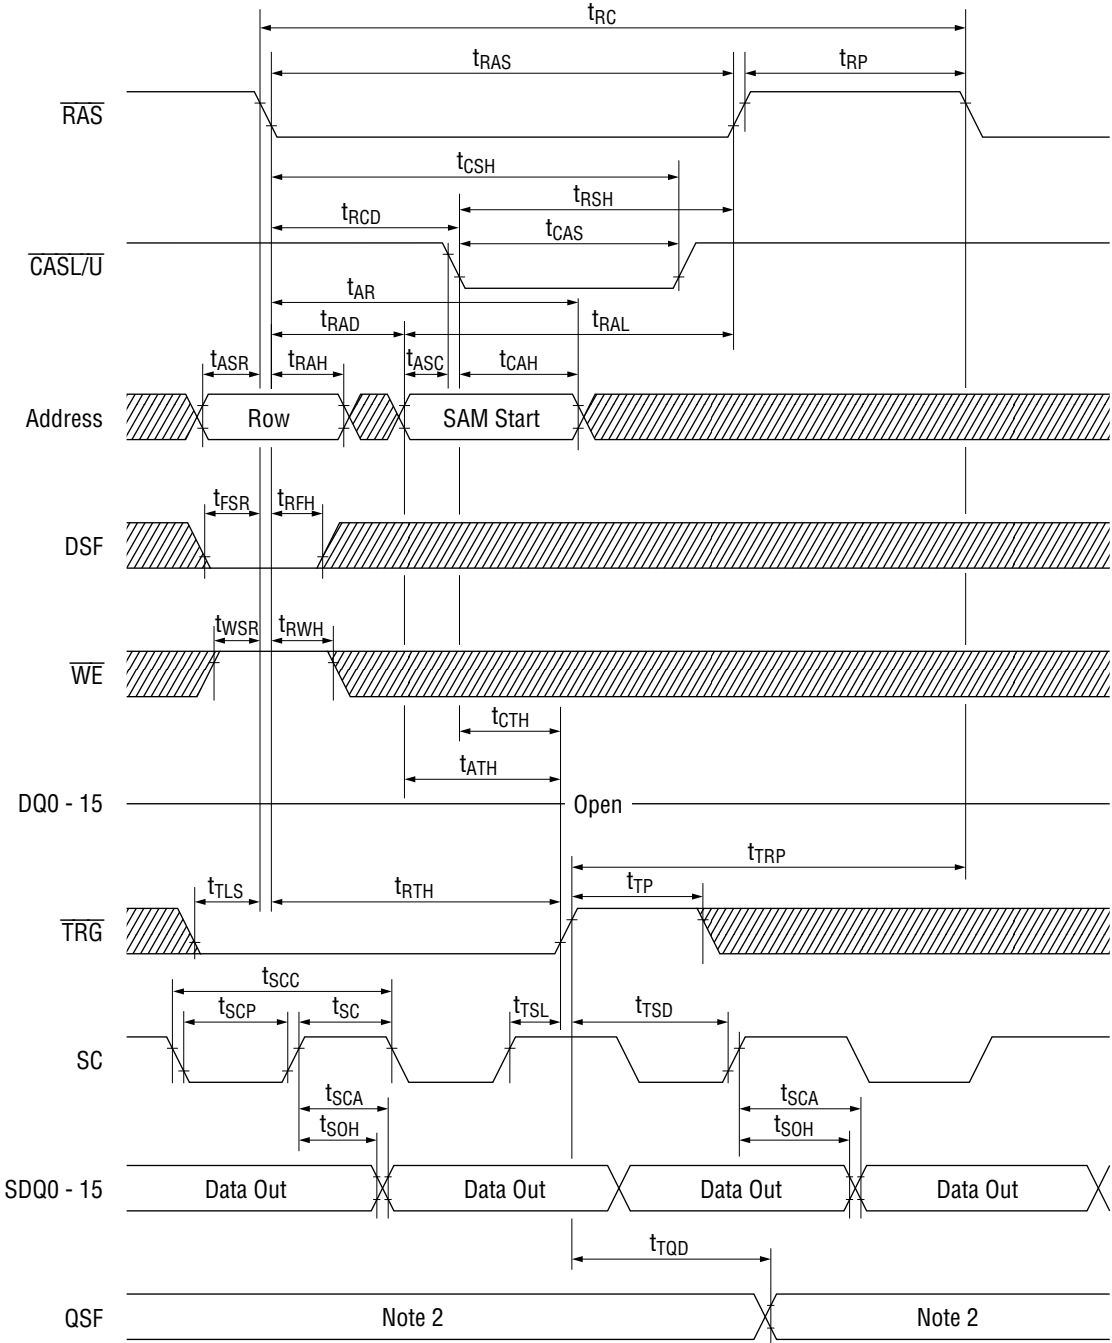 tRC
tRAS tRP
RAS
tCSH
tRSH
tRCD
tCAS
CASL/U
tAR
tRAD tRAL
tASR tRAH tASC tCAH
Address Row SAM Start
tFSR tRFH
DSF
tWSR tRWH
WE
tCTH
tATH
DQ0 - 15 Open
tTRP
tTLS tRTH tTP
TRG
tSCC
tSCP tSC tTSL tTSD
SC
tSCA tSCA
tSOH tSOH
SDQ0 - 15 Data Out Data Out Data Out Data Out
tTQD
QSF Note 2 Note 2